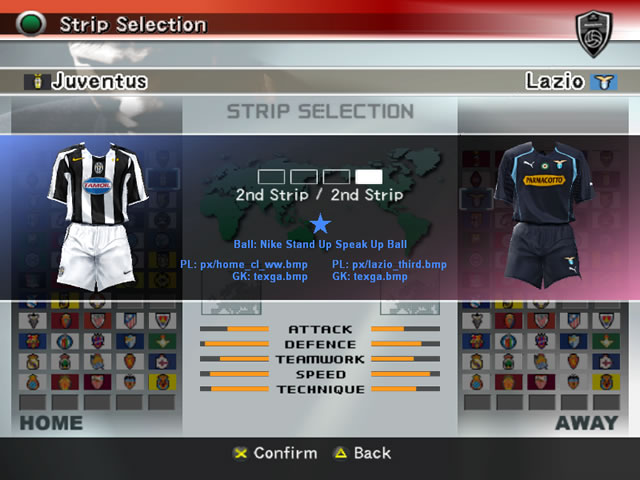 Strip Selection
Juventus
Lazio
STRIP SELECTION
2nd Strip / 2nd Strip
TAMOIL
PARMACOTTO
Ball: Nike Stand Up Speak Up Ball
PL: px/home_cl_ww.bmp
PL: px/lazio_third.bmp
GK: texga.bmp
GK: texga.bmp
ATTACK
DEFENCE
TEAMWORK
SPEED
TECHNIQUE
HOME
AWAY
Confirm
Back